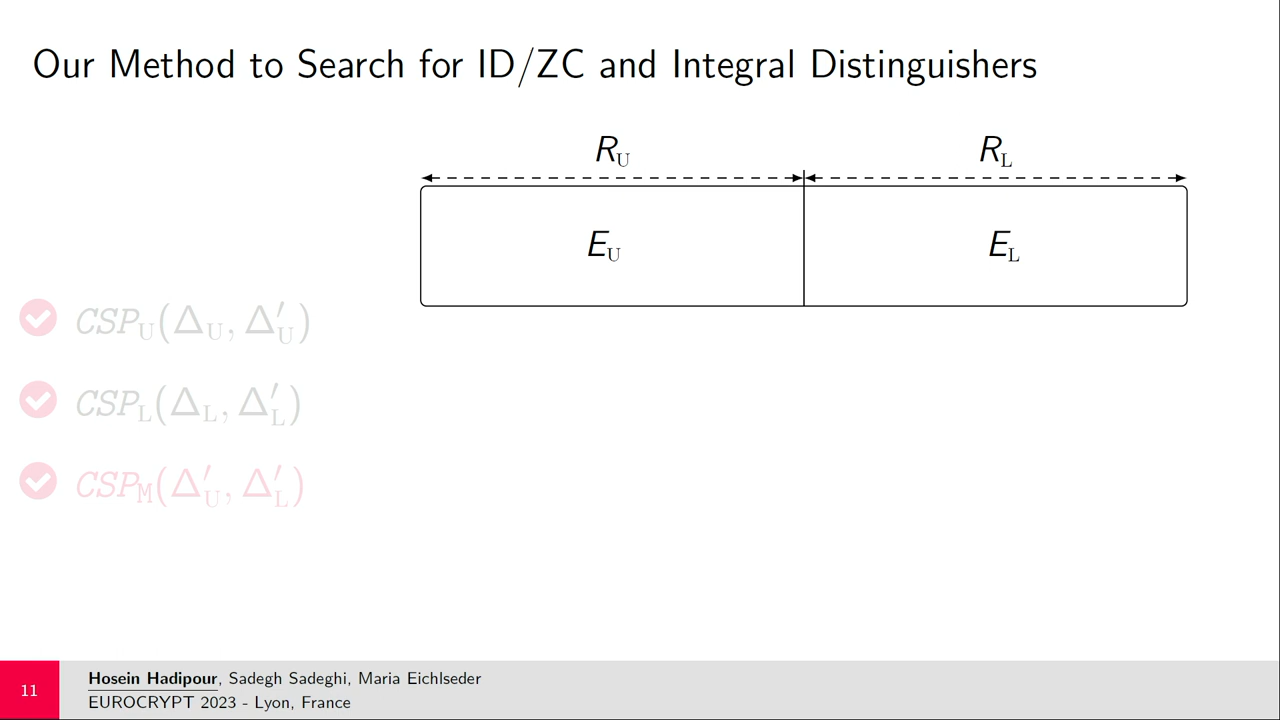 Our Method to Search for ID/ZC and Integral Distinguishers
R_U R_L
E_U E_L
CSP_U(Δ_U, Δ′_U)
CSP_L(Δ_L, Δ′_L)
CSP_M(Δ′_U, Δ′_L)
11
Hosein Hadipour, Sadegh Sadeghi, Maria Eichlseder
EUROCRYPT 2023 - Lyon, France